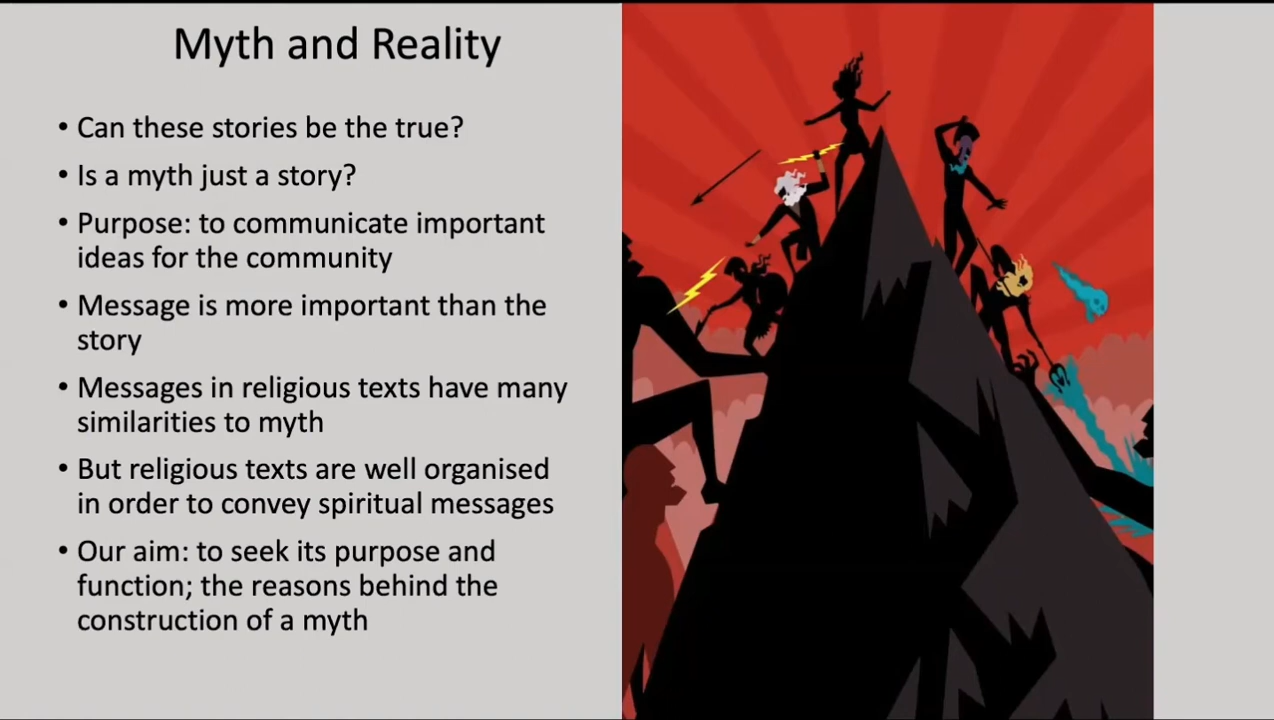 Myth and Reality
• Can these stories be the true?
• Is a myth just a story?
• Purpose: to communicate important
ideas for the community
• Message is more important than the
story
• Messages in religious texts have many
similarities to myth
• But religious texts are well organised
in order to convey spiritual messages
• Our aim: to seek its purpose and
function; the reasons behind the
construction of a myth